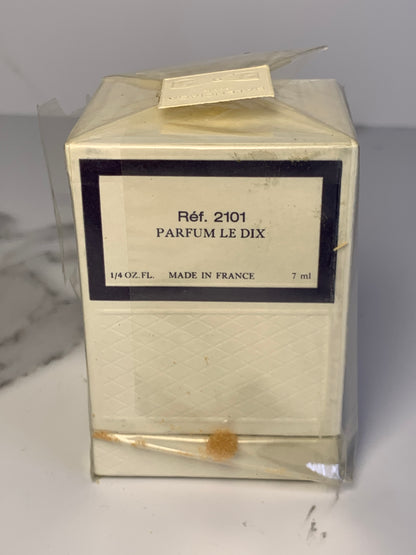 Réf. 2101
PARFUM LE DIX
1/4 OZ.FL. MADE IN FRANCE 7 ml